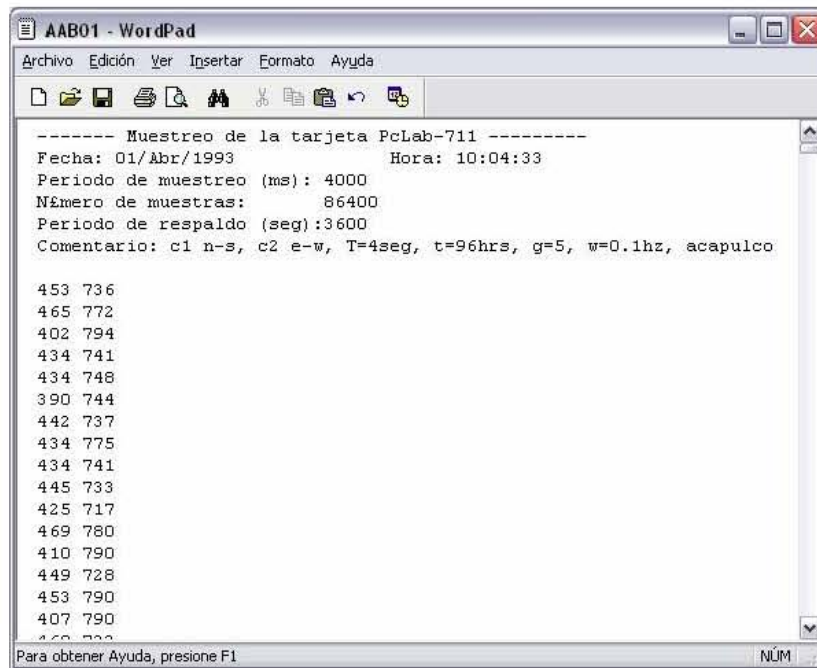 AAB01 - WordPad
Archivo Edición Ver Insertar Formato Ayuda
------- Muestreo de la tarjeta PcLab-711 ---------
Fecha: 01/Abr/1993 Hora: 10:04:33
Periodo de muestreo (ms): 4000
N£mero de muestras: 86400
Periodo de respaldo (seg):3600
Comentario: c1 n-s, c2 e-w, T=4seg, t=96hrs, g=5, w=0.1hz, acapulco
453 736
465 772
402 794
434 741
434 748
390 744
442 737
434 775
434 741
445 733
425 717
469 780
410 790
449 728
453 790
407 790
Para obtener Ayuda, presione F1 NÚM